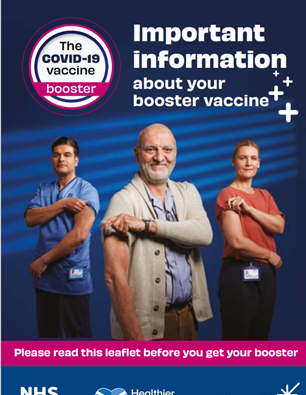 The
COVID-19
vaccine
booster
Important
information
about your
booster vaccine
Please read this leaflet before you get your booster
NHS
Healthier